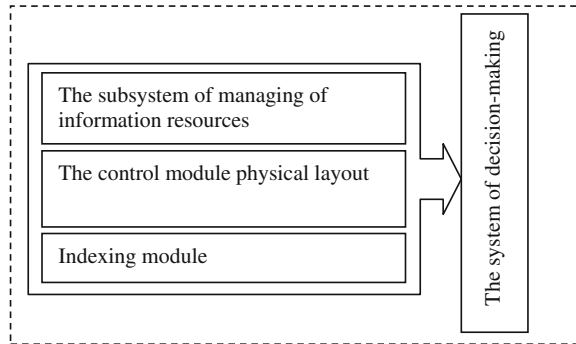 The subsystem of managing of
information resources
The control module physical layout
Indexing module
The system of decision-making